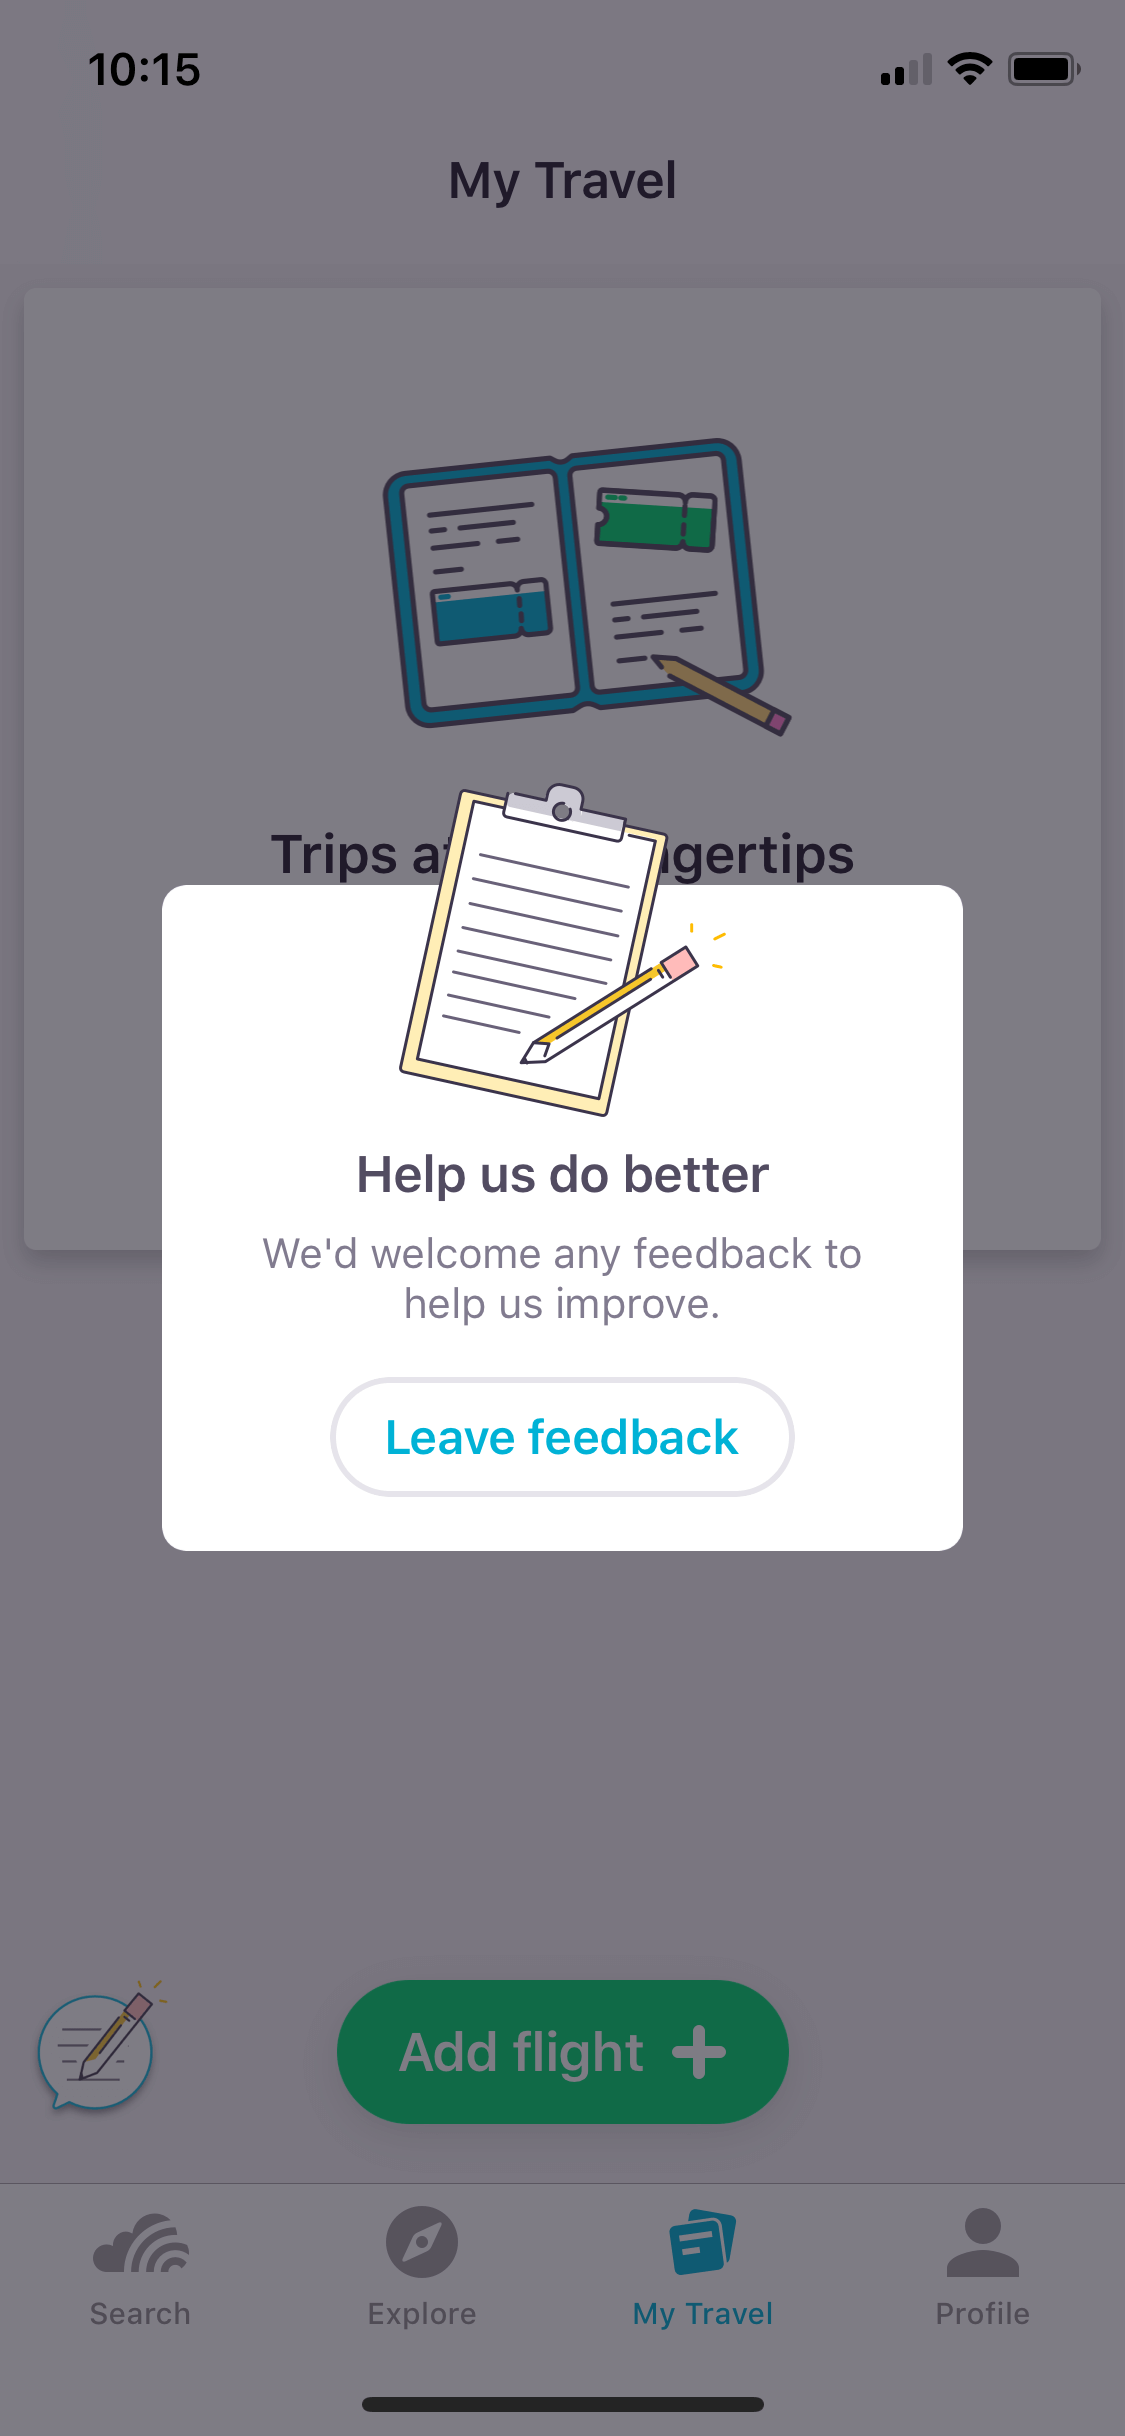 10:15
My Travel
Trips a
gertips
Help us do better
We'd welcome any feedback to
help us improve.
Leave feedback
Add flight
Search
Explore
My Travel
Profile